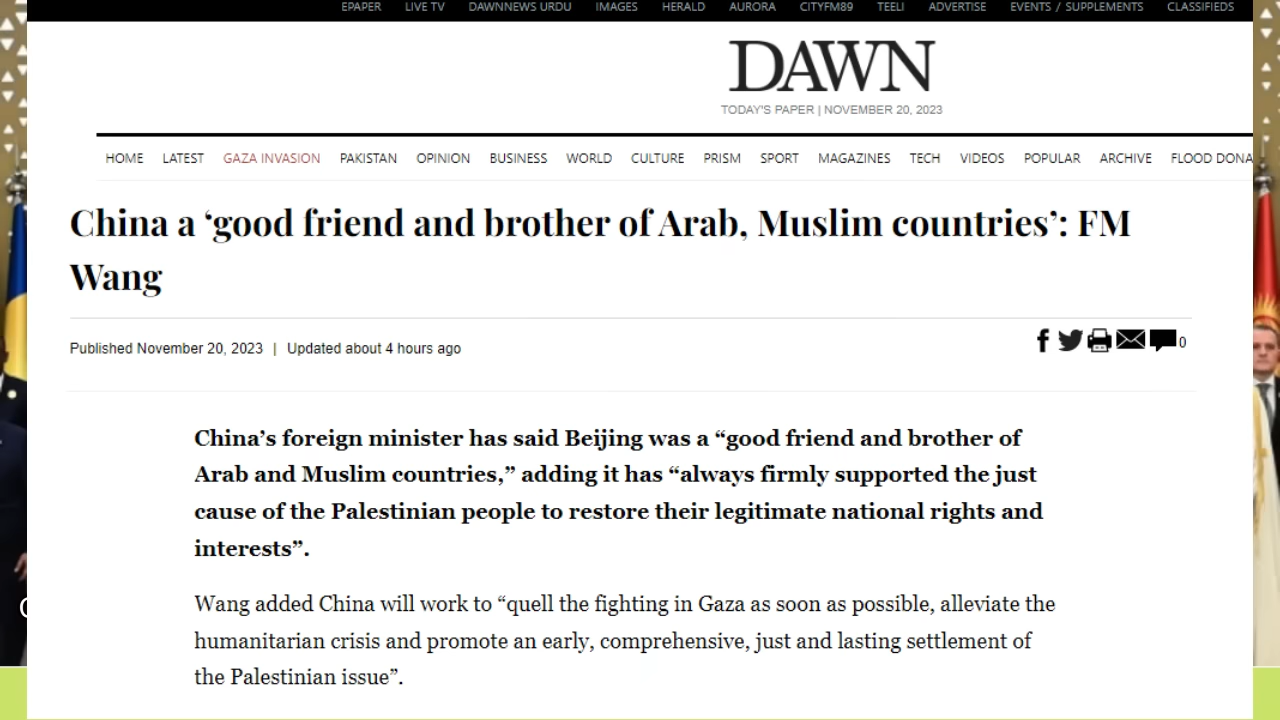 EPAPER LIVE TV DAWNNEWS URDU IMAGES HERALD AURORA CITYFM89 TEELI ADVERTISE EVENTS / SUPPLEMENTS CLASSIFIEDS
DAWN
TODAY'S PAPER | NOVEMBER 20, 2023
HOME LATEST GAZA INVASION PAKISTAN OPINION BUSINESS WORLD CULTURE PRISM SPORT MAGAZINES TECH VIDEOS POPULAR ARCHIVE FLOOD DONA
China a ‘good friend and brother of Arab, Muslim countries’: FM
Wang
Published November 20, 2023 | Updated about 4 hours ago
0
China’s foreign minister has said Beijing was a “good friend and brother of
Arab and Muslim countries,” adding it has “always firmly supported the just
cause of the Palestinian people to restore their legitimate national rights and
interests”.
Wang added China will work to “quell the fighting in Gaza as soon as possible, alleviate the
humanitarian crisis and promote an early, comprehensive, just and lasting settlement of
the Palestinian issue”.